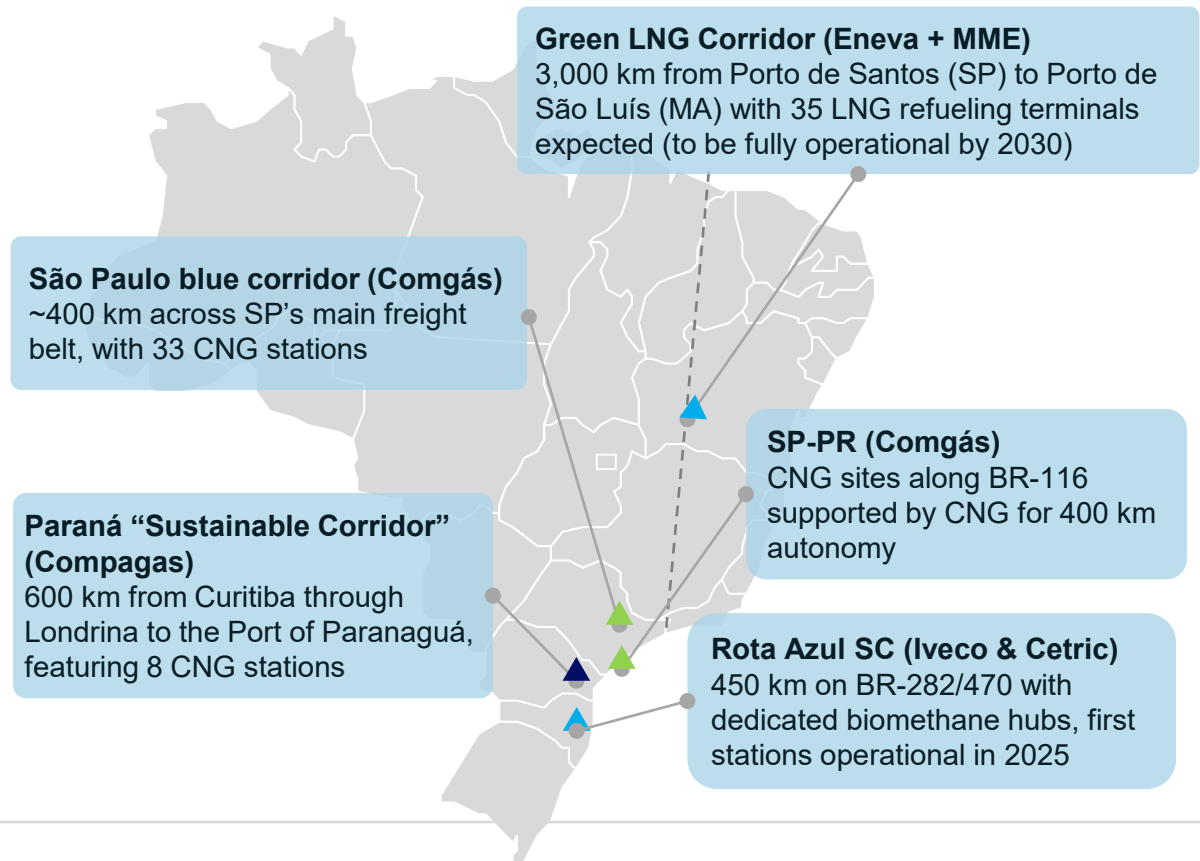 Green LNG Corridor (Eneva + MME)
3,000 km from Porto de Santos (SP) to Porto de
São Luís (MA) with 35 LNG refueling terminals
expected (to be fully operational by 2030)
São Paulo blue corridor (Comgás)
~400 km across SP’s main freight
belt, with 33 CNG stations
SP-PR (Comgás)
CNG sites along BR-116
supported by CNG for 400 km
autonomy
Paraná “Sustainable Corridor”
(Compagas)
600 km from Curitiba through
Londrina to the Port of Paranaguá,
featuring 8 CNG stations
Rota Azul SC (Iveco & Cetric)
450 km on BR-282/470 with
dedicated biomethane hubs, first
stations operational in 2025